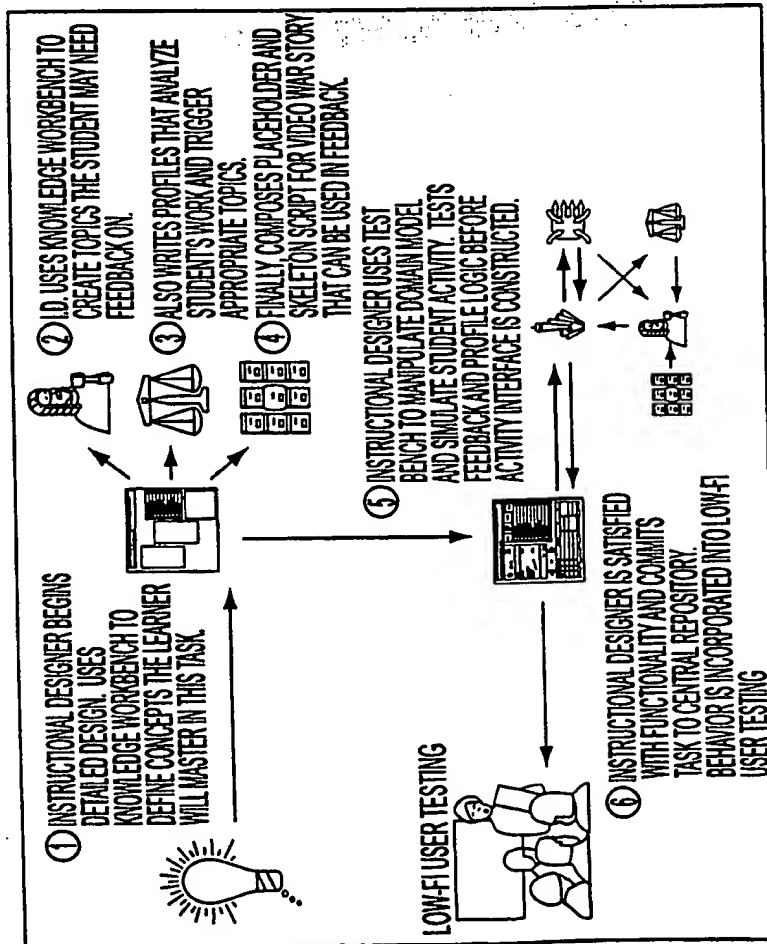 ① INSTRUCTIONAL DESIGNER BEGINS
DETAILED DESIGN. USES
KNOWLEDGE WORKBENCH TO
DEFINE CONCEPTS THE LEARNER
WILL MASTER IN THIS TASK.
② I.D. USES KNOWLEDGE WORKBENCH TO
CREATE TOPICS THE STUDENT MAY NEED
FEEDBACK ON.
③ ALSO WRITES PROFILES THAT ANALYZE
STUDENT'S WORK AND TRIGGER
APPROPRIATE TOPICS.
④ FINALLY, COMPOSES PLACEHOLDER AND
SKELETON SCRIPT FOR VIDEO WAR STORY
THAT CAN BE USED IN FEEDBACK.
⑤ INSTRUCTIONAL DESIGNER USES TEST
BENCH TO MANIPULATE DOMAIN MODEL
AND SIMULATE STUDENT ACTIVITY. TESTS
FEEDBACK AND PROFILE LOGIC BEFORE
ACTIVITY INTERFACE IS CONSTRUCTED.
LOW-FI USER TESTING
⑥ INSTRUCTIONAL DESIGNER IS SATISFIED
WITH FUNCTIONALITY AND COMMITS
TASK TO CENTRAL REPOSITORY.
BEHAVIOR IS INCORPORATED INTO LOW-FI
USER TESTING